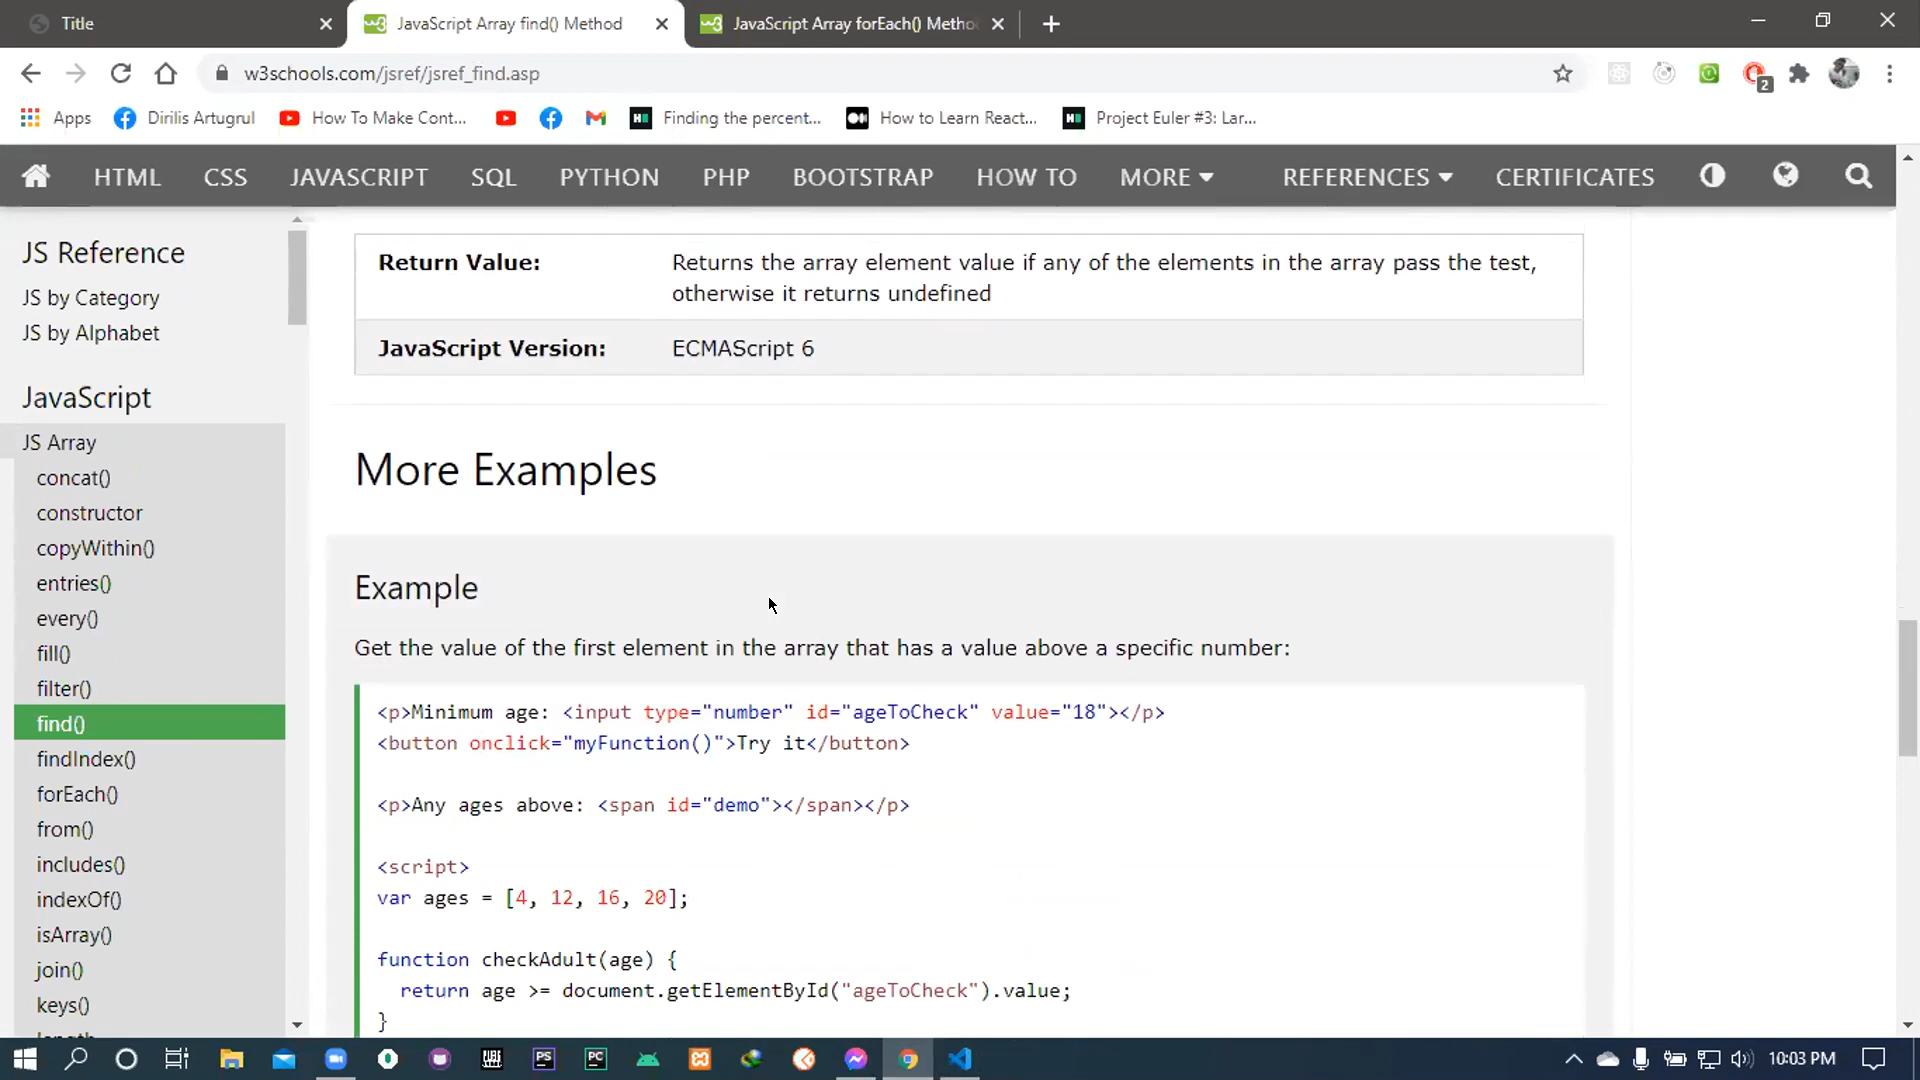 Title
JavaScript Array find() Method
JavaScript Array forEach() Metho
w3schools.com/jsref/jsref_find.asp
2
Apps
Dirilis Artugrul
How To Make Cont...
Finding the percent...
How to Learn React...
Project Euler #3: Lar...
HTML
CSS
JAVASCRIPT
SQL
PYTHON
PHP
BOOTSTRAP
HOW TO
MORE
REFERENCES
CERTIFICATES
JS Reference
JS by Category
JS by Alphabet
JavaScript
JS Array
concat()
constructor
copyWithin()
entries()
every()
fill()
filter()
find()
findIndex()
forEach()
from()
includes()
indexOf()
isArray()
join()
keys()
length
Return Value:
Returns the array element value if any of the elements in the array pass the test,
otherwise it returns undefined
JavaScript Version:
ECMAScript 6
More Examples
Example
Get the value of the first element in the array that has a value above a specific number:
<p>Minimum age: <input type="number" id="ageToCheck" value="18"></p>
<button onclick="myFunction()">Try it</button>
<p>Any ages above: <span id="demo"></span></p>
<script>
var ages = [4, 12, 16, 20];
function checkAdult(age) {
return age >= document.getElementById("ageToCheck").value;
}
PS
PC
10:03 PM